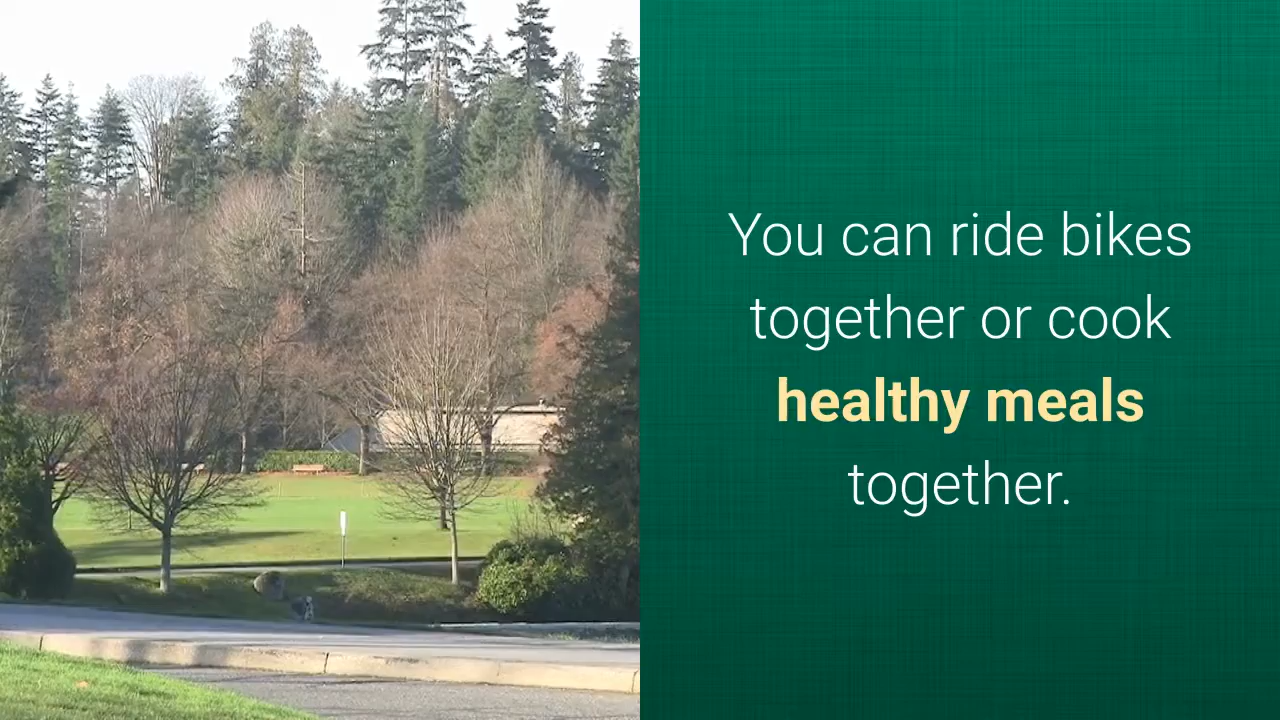 You can ride bikes
together or cook
healthy meals
together.